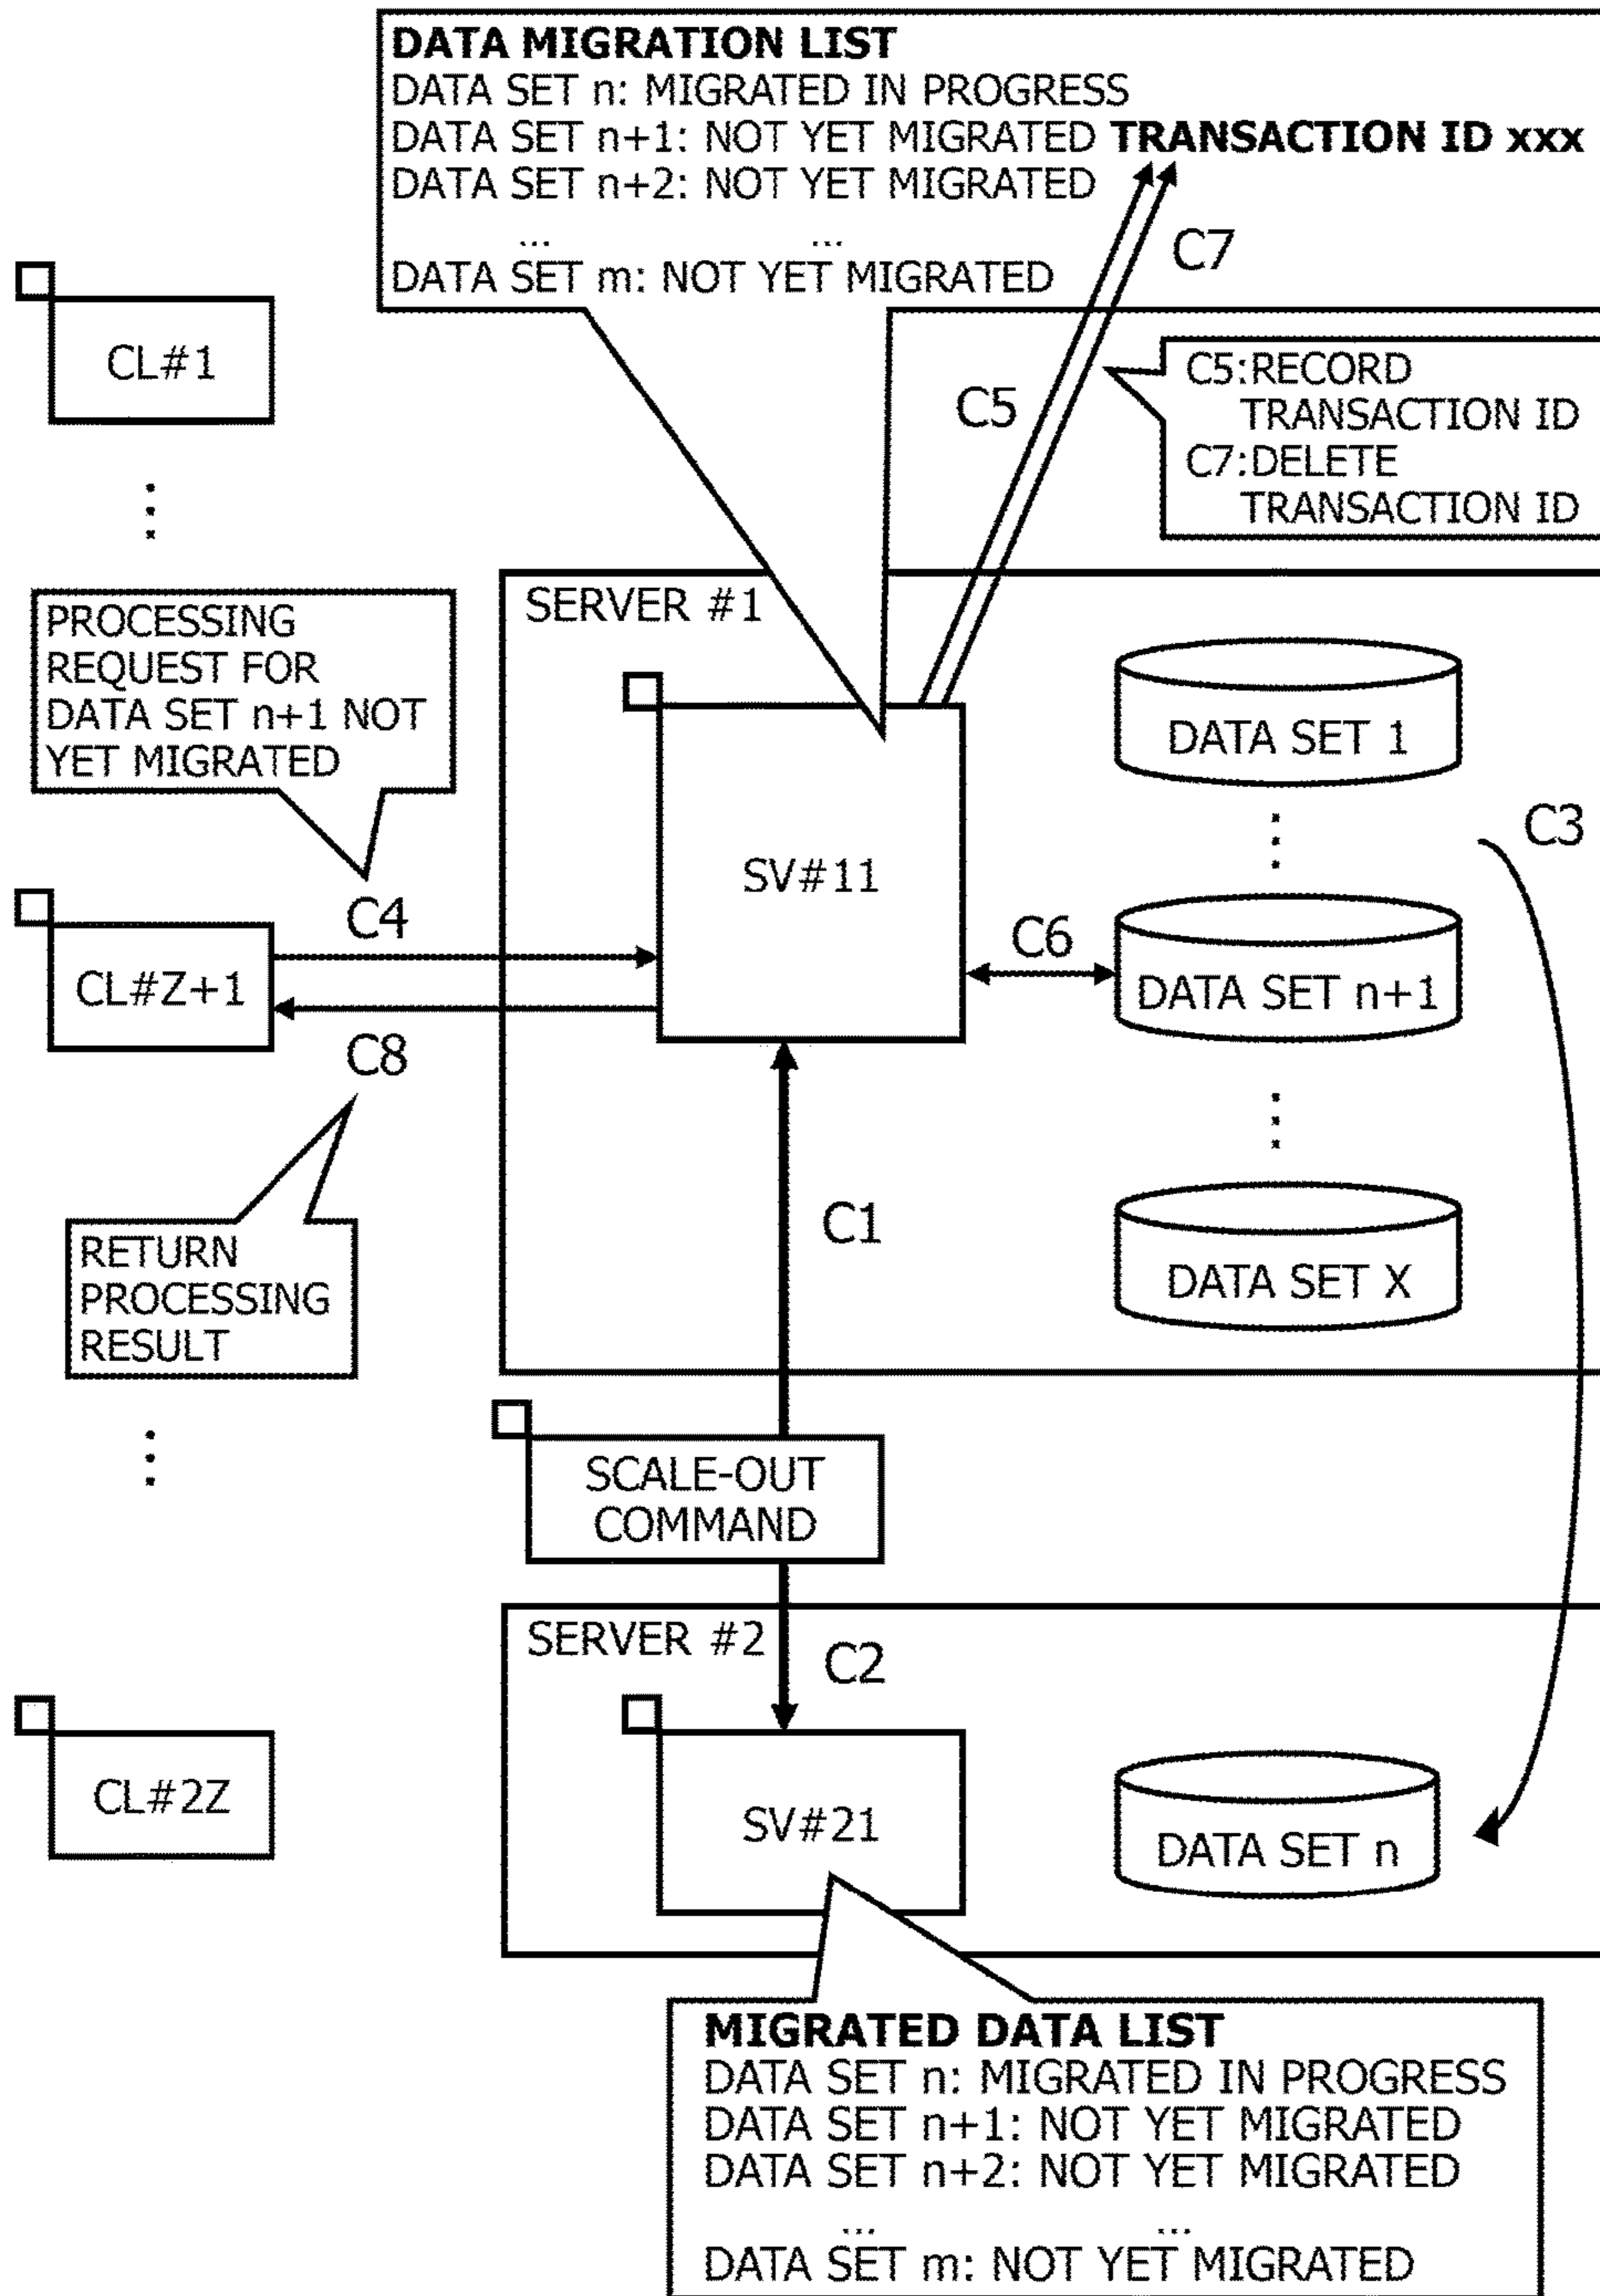 DATA MIGRATION LIST
DATA SET n: MIGRATED IN PROGRESS
DATA SET n+1: NOT YET MIGRATED TRANSACTION ID xxx
DATA SET n+2: NOT YET MIGRATED
... ...
DATA SET m: NOT YET MIGRATED
C7
CL#1
C5
C5:RECORD
TRANSACTION ID
C7:DELETE
TRANSACTION ID
PROCESSING
REQUEST FOR
DATA SET n+1 NOT
YET MIGRATED
SERVER #1
DATA SET 1
C3
SV#11
C4
C6
CL#Z+1
DATA SET n+1
C8
C1
RETURN
PROCESSING
RESULT
DATA SET X
SCALE-OUT
COMMAND
SERVER #2
C2
CL#2Z
SV#21
DATA SET n
MIGRATED DATA LIST
DATA SET n: MIGRATED IN PROGRESS
DATA SET n+1: NOT YET MIGRATED
DATA SET n+2: NOT YET MIGRATED
... ...
DATA SET m: NOT YET MIGRATED